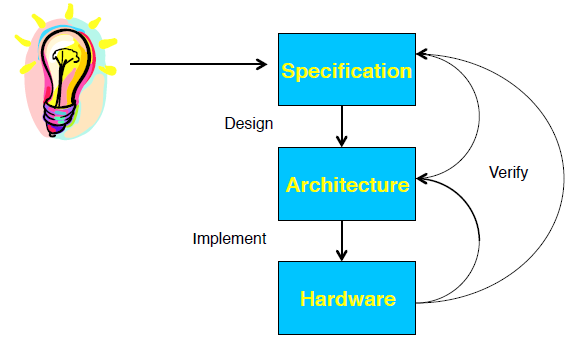 Specification
Design
Architecture
Verify
Implement
Hardware